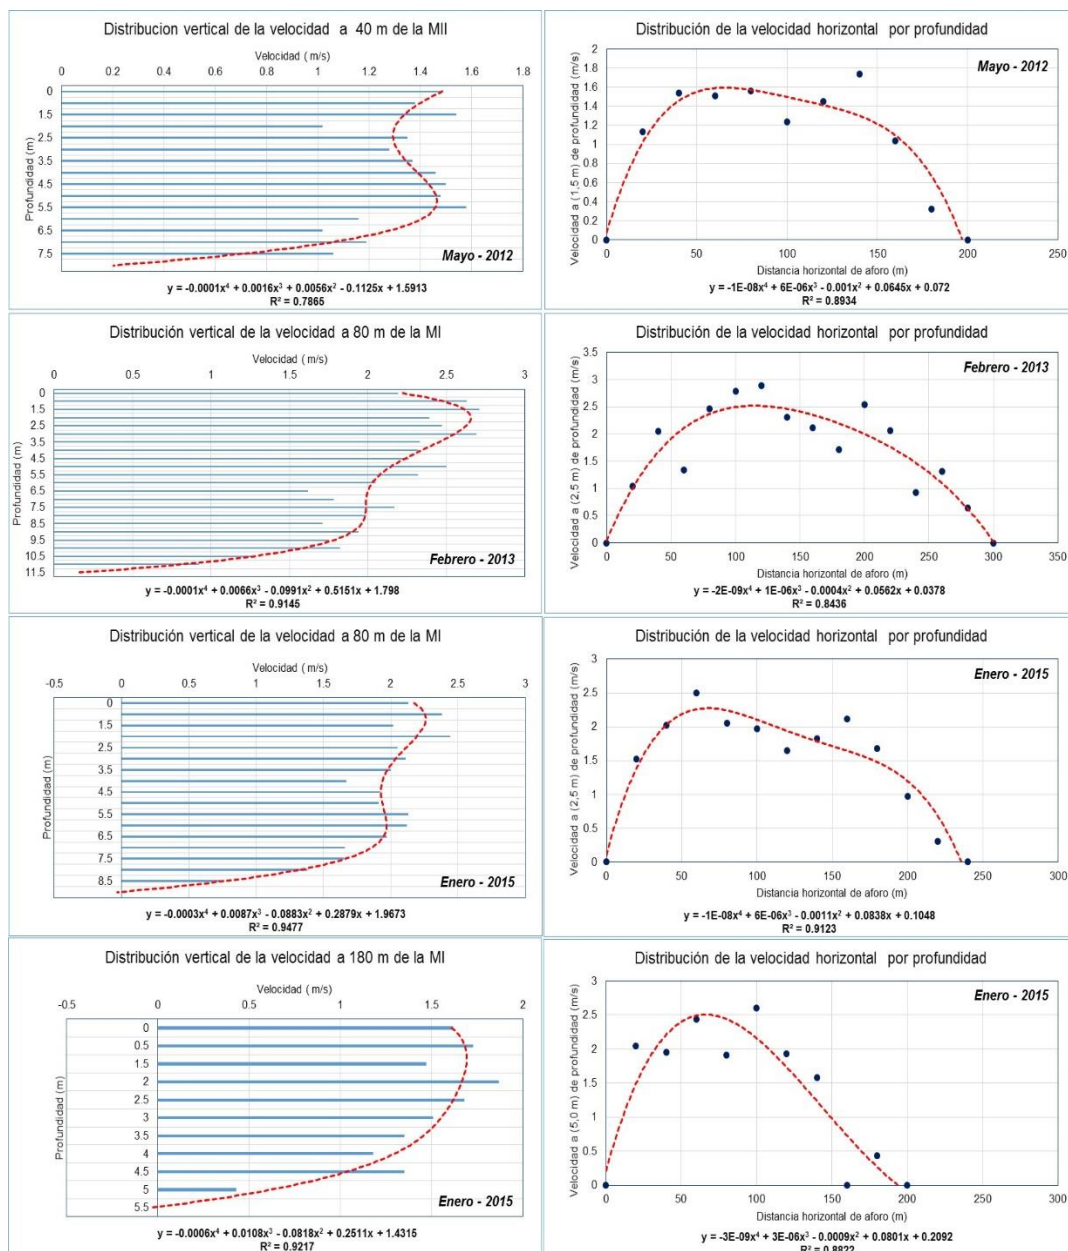 Distribucion vertical de la velocidad a 40 m de la MII
Velocidad (m/s)
0 0.2 0.4 0.6 0.8 1 1.2 1.4 1.6 1.8
Profundidad (m)
0
1.5
2.5
3.5
4.5
5.5
6.5
7.5
Mayo - 2012
y = -0.0001x⁴ + 0.0016x³ + 0.0056x² - 0.1125x + 1.5913
R² = 0.7865
Distribución de la velocidad horizontal por profundidad
Mayo - 2012
Velocidad a (1,5 m) de profundidad (m/s)
2
1.8
1.6
1.4
1.2
1
0.8
0.6
0.4
0.2
0
0 50 100 150 200 250
Distancia horizontal de aforo (m)
y = -1E-08x⁴ + 6E-06x³ - 0.001x² + 0.0645x + 0.072
R² = 0.8934
Distribución vertical de la velocidad a 80 m de la MI
Velocidad ( m/s)
0 0.5 1 1.5 2 2.5 3
Profundidad (m)
0
1.5
2.5
3.5
4.5
5.5
6.5
7.5
8.5
9.5
10.5
11.5
Febrero - 2013
y = -0.0001x⁴ + 0.0066x³ - 0.0991x² + 0.5151x + 1.798
R² = 0.9145
Distribución de la velocidad horizontal por profundidad
Febrero - 2013
Velocidad a (2,5 m) de profundidad (m/s)
3.5
3
2.5
2
1.5
1
0.5
0
0 50 100 150 200 250 300 350
Distancia horizontal de aforo (m)
y = -2E-09x⁴ + 1E-06x³ - 0.0004x² + 0.0562x + 0.0378
R² = 0.8436
Distribución vertical de la velocidad a 80 m de la MI
Velocidad ( m/s)
-0.5 0 0.5 1 1.5 2 2.5 3
Profundidad (m)
0
1.5
2.5
3.5
4.5
5.5
6.5
7.5
8.5
Enero - 2015
y = -0.0003x⁴ + 0.0087x³ - 0.0883x² + 0.2879x + 1.9673
R² = 0.9477
Distribución de la velocidad horizontal por profundidad
Enero - 2015
Velocidad a (2,5 m) de profundidad (m/s)
3
2.5
2
1.5
1
0.5
0
0 50 100 150 200 250 300
Distancia horizontal de aforo (m)
y = -1E-08x⁴ + 6E-06x³ - 0.0011x² + 0.0838x + 0.1048
R² = 0.9123
Distribución vertical de la velocidad a 180 m de la MI
Velocidad ( m/s)
-0.5 0 0.5 1 1.5 2
Profundidad (m)
0
0.5
1.5
2
2.5
3
3.5
4
4.5
5
5.5
Enero - 2015
y = -0.0006x⁴ + 0.0108x³ - 0.0818x² + 0.2511x + 1.4315
R² = 0.9217
Distribución de la velocidad horizontal por profundidad
Enero - 2015
Velocidad a (5,0 m) de profundidad (m/s)
3
2.5
2
1.5
1
0.5
0
0 50 100 150 200 250 300
Distancia horizontal de aforo (m)
y = -3E-09x⁴ + 3E-06x³ - 0.0009x² + 0.0801x + 0.2092
R² = 0.8822